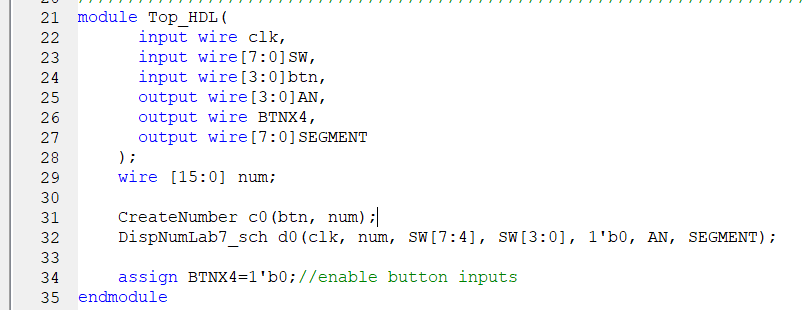 21 module Top_HDL(
22 input wire clk,
23 input wire[7:0]SW,
24 input wire[3:0]btn,
25 output wire[3:0]AN,
26 output wire BTNX4,
27 output wire[7:0]SEGMENT
28 );
29 wire [15:0] num;
30
31 CreateNumber c0(btn, num);
32 DispNumLab7_sch d0(clk, num, SW[7:4], SW[3:0], 1'b0, AN, SEGMENT);
33
34 assign BTNX4=1'b0;//enable button inputs
35 endmodule